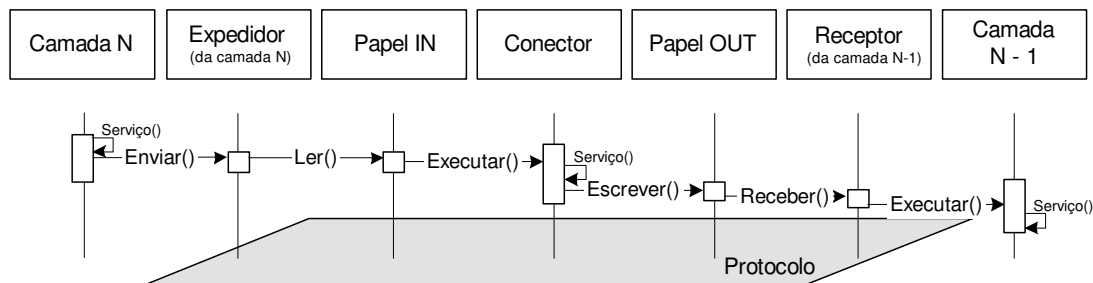 Camada N
Expedidor
(da camada N)
Papel IN
Conector
Papel OUT
Receptor
(da camada N-1)
Camada
N - 1
Serviço()
Enviar()
Ler()
Executar()
Serviço()
Escrever()
Receber()
Executar()
Serviço()
Protocolo